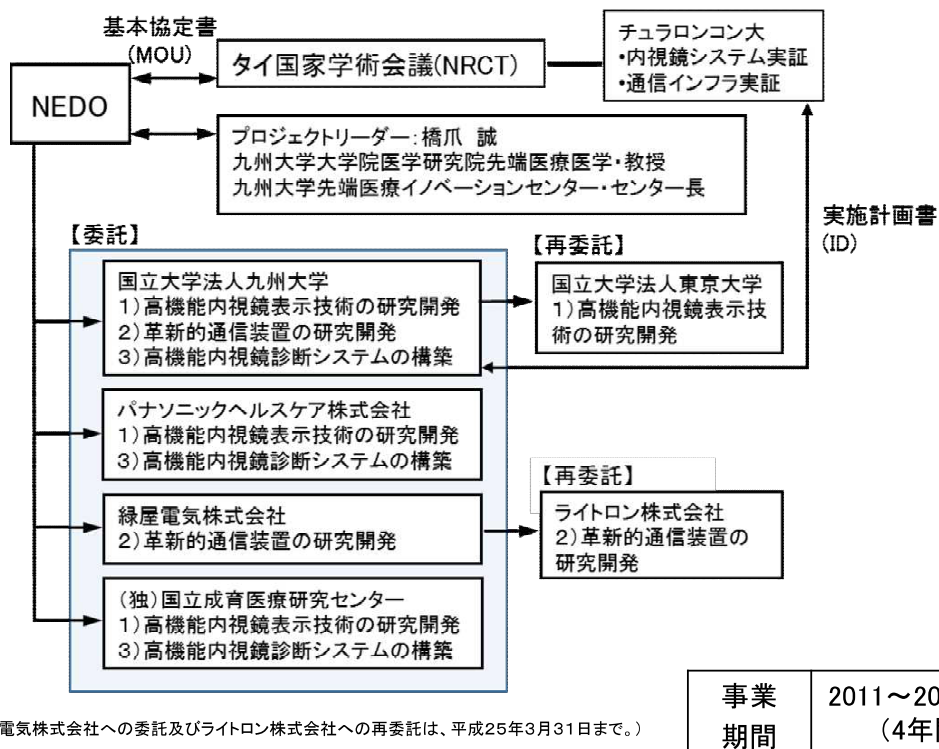 基本協定書
(MOU)
NEDO
タイ国家学術会議(NRCT)
チュラロンコン大
・内視鏡システム実証
・通信インフラ実証
プロジェクトリーダー:橋爪 誠
九州大学大学院医学研究院先端医療医学・教授
九州大学先端医療イノベーションセンター・センター長
実施計画書
(ID)
【委託】
国立大学法人九州大学
1)高機能内視鏡表示技術の研究開発
2)革新的通信装置の研究開発
3)高機能内視鏡診断システムの構築
【再委託】
国立大学法人東京大学
1)高機能内視鏡表示技
術の研究開発
パナソニックヘルスケア株式会社
1)高機能内視鏡表示技術の研究開発
3)高機能内視鏡診断システムの構築
緑屋電気株式会社
2)革新的通信装置の研究開発
【再委託】
ライトロン株式会社
2)革新的通信装置の
研究開発
(独)国立成育医療研究センター
1)高機能内視鏡表示技術の研究開発
3)高機能内視鏡診断システムの構築
電気株式会社への委託及びライトロン株式会社への再委託は、平成25年3月31日まで。)
事業
期間
2011~20
(4年